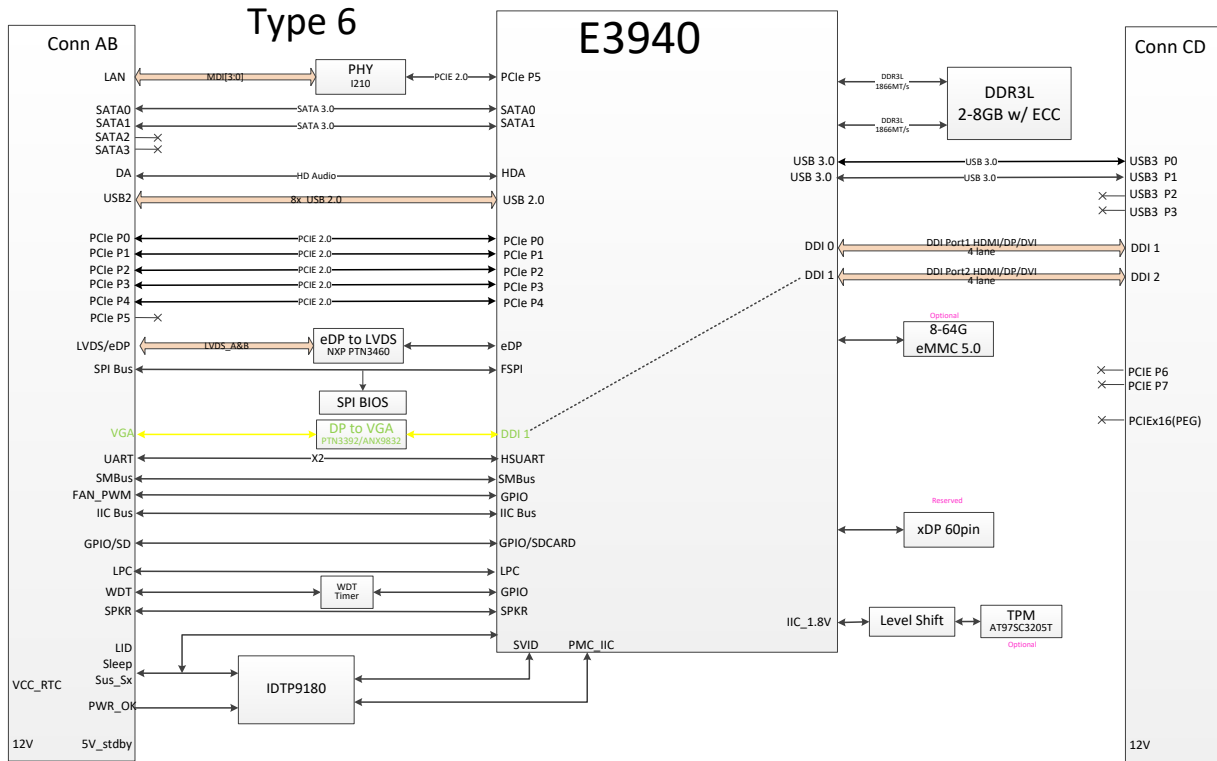 Type 6
E3940
Conn AB
Conn CD
LAN
MDI[3:0]
PHY
I210
PCIE 2.0
PCIe P5
SATA0
SATA 3.0
SATA0
SATA1
SATA 3.0
SATA1
SATA2
SATA3
DA
HD Audio
HDA
USB2
8x USB 2.0
USB 2.0
PCIe P0
PCIE 2.0
PCIe P0
PCIe P1
PCIE 2.0
PCIe P1
PCIe P2
PCIE 2.0
PCIe P2
PCIe P3
PCIE 2.0
PCIe P3
PCIe P4
PCIE 2.0
PCIe P4
PCIe P5
LVDS/eDP
LVDS_A&B
eDP to LVDS
NXP PTN3460
eDP
SPI Bus
FSPI
SPI BIOS
VGA
DP to VGA
PTN3392/ANX9832
DDI 1
UART
X2
HSUART
SMBus
SMBus
FAN_PWM
GPIO
IIC Bus
IIC Bus
GPIO/SD
GPIO/SDCARD
LPC
LPC
WDT
WDT
Timer
GPIO
SPKR
SPKR
LID
Sleep
Sus_Sx
VCC_RTC
PWR_OK
12V
5V_stdby
IDTP9180
SVID
PMC_IIC
DDR3L
1866MT/s
DDR3L
1866MT/s
DDR3L
2-8GB w/ ECC
USB 3.0
USB 3.0
USB3 P0
USB 3.0
USB 3.0
USB3 P1
USB3 P2
USB3 P3
DDI 0
DDI Port1 HDMI/DP/DVI
4 lane
DDI 1
DDI 1
DDI Port2 HDMI/DP/DVI
4 lane
DDI 2
Optional
8-64G
eMMC 5.0
PCIE P6
PCIE P7
PCIEx16(PEG)
Reserved
xDP 60pin
IIC_1.8V
Level Shift
TPM
AT97SC3205T
Optional
12V